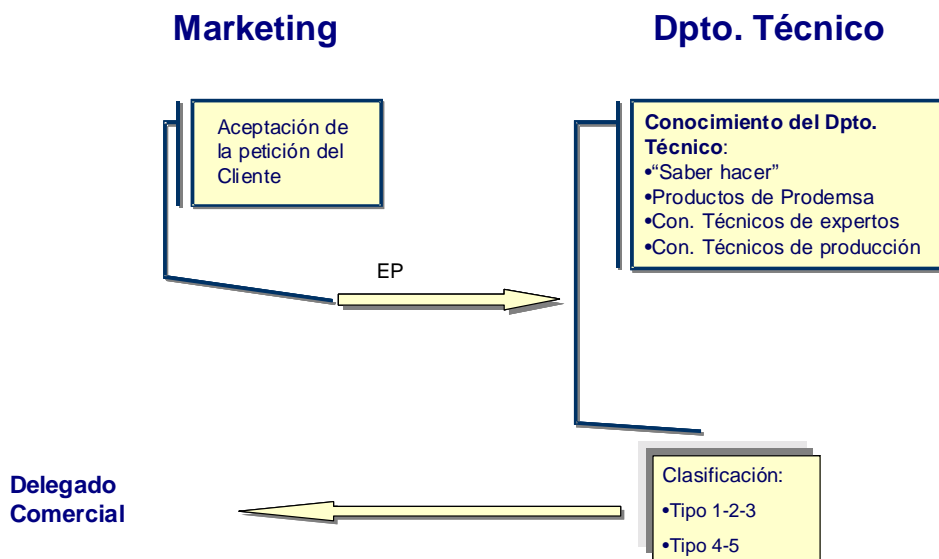 Marketing
Dpto. Técnico
Aceptación de
la petición del
Cliente
Conocimiento del Dpto.
Técnico:
•“Saber hacer”
•Productos de Prodemsa
•Con. Técnicos de expertos
•Con. Técnicos de producción
EP
Clasificación:
•Tipo 1-2-3
•Tipo 4-5
Delegado
Comercial